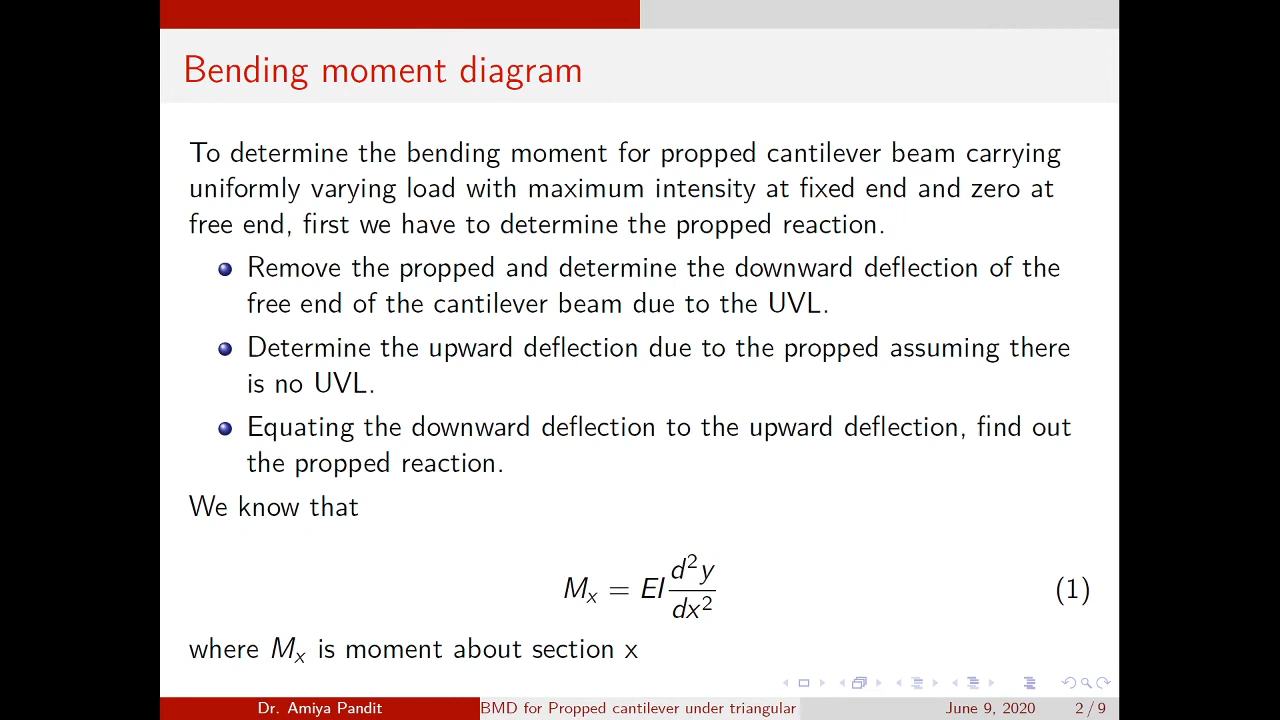 Bending moment diagram
To determine the bending moment for propped cantilever beam carrying
uniformly varying load with maximum intensity at fixed end and zero at
free end, first we have to determine the propped reaction.
Remove the propped and determine the downward deflection of the
free end of the cantilever beam due to the UVL.
Determine the upward deflection due to the propped assuming there
is no UVL.
Equating the downward deflection to the upward deflection, find out
the propped reaction.
We know that
Mₓ = EI d²y/dx² (1)
where Mₓ is moment about section x
Dr. Amiya Pandit BMD for Propped cantilever under triangular June 9, 2020 2 / 9